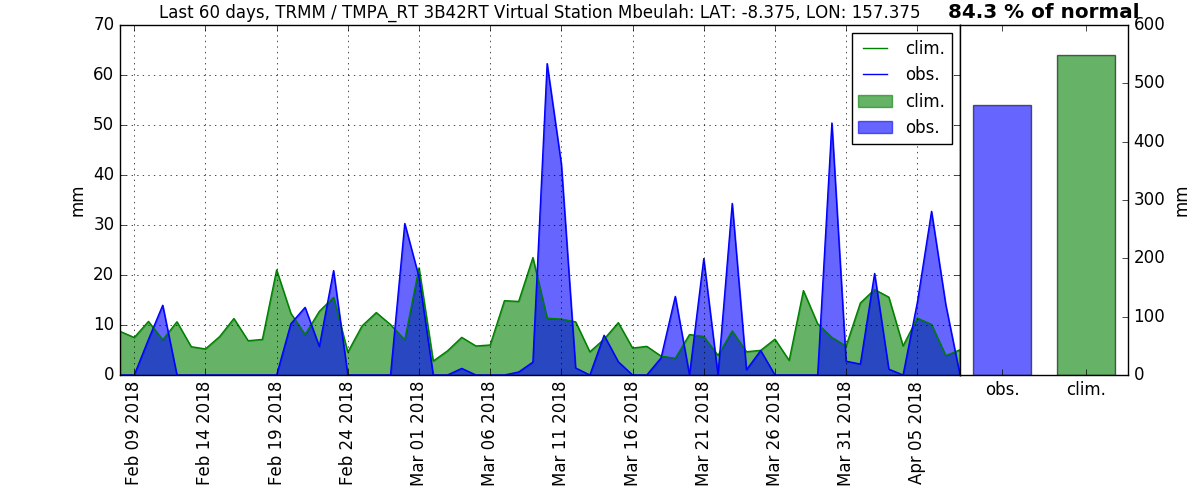 Last 60 days, TRMM / TMPA_RT 3B42RT Virtual Station Mbeulah: LAT: -8.375, LON: 157.375
84.3 % of normal
70
60
50
40
30
20
10
0
mm
clim.
obs.
clim.
obs.
600
500
400
300
200
100
0
mm
obs.
clim.
Feb 09 2018
Feb 14 2018
Feb 19 2018
Feb 24 2018
Mar 01 2018
Mar 06 2018
Mar 11 2018
Mar 16 2018
Mar 21 2018
Mar 26 2018
Mar 31 2018
Apr 05 2018